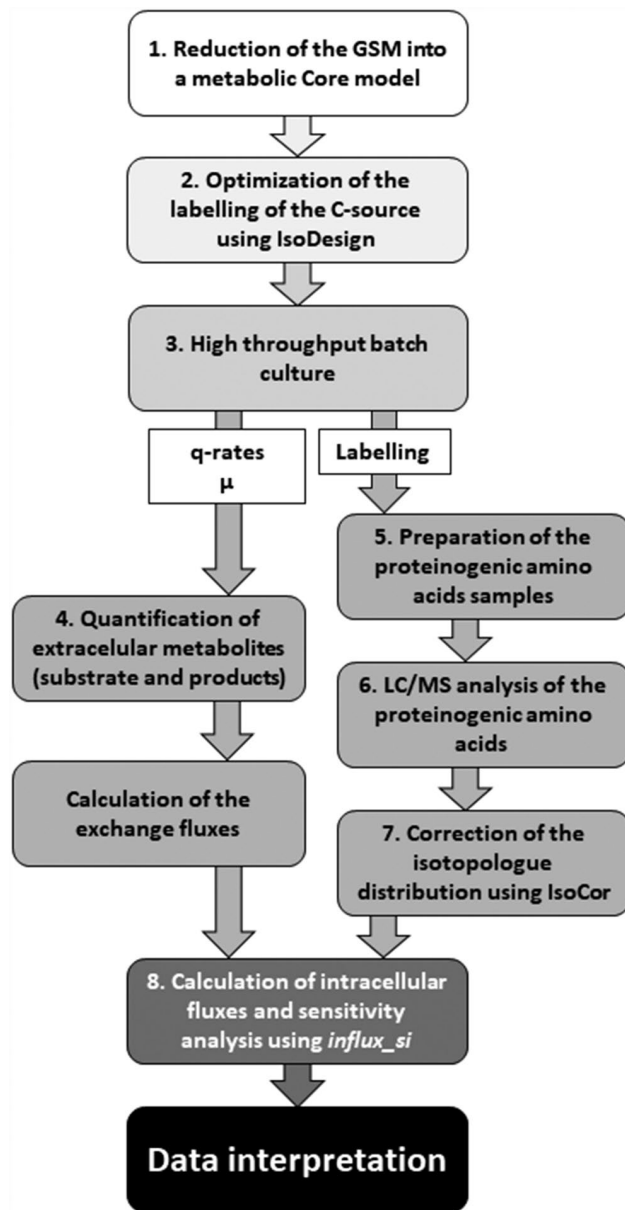 1. Reduction of the GSM into
a metabolic Core model
2. Optimization of the
labelling of the C-source
using IsoDesign
3. High throughput batch
culture
q-rates
μ
Labelling
4. Quantification of
extracelular metabolites
(substrate and products)
Calculation of the
exchange fluxes
5. Preparation of the
proteinogenic amino
acids samples
6. LC/MS analysis of the
proteinogenic amino
acids
7. Correction of the
isotopologue
distribution using IsoCor
8. Calculation of intracellular
fluxes and sensitivity
analysis using influx_si
Data interpretation